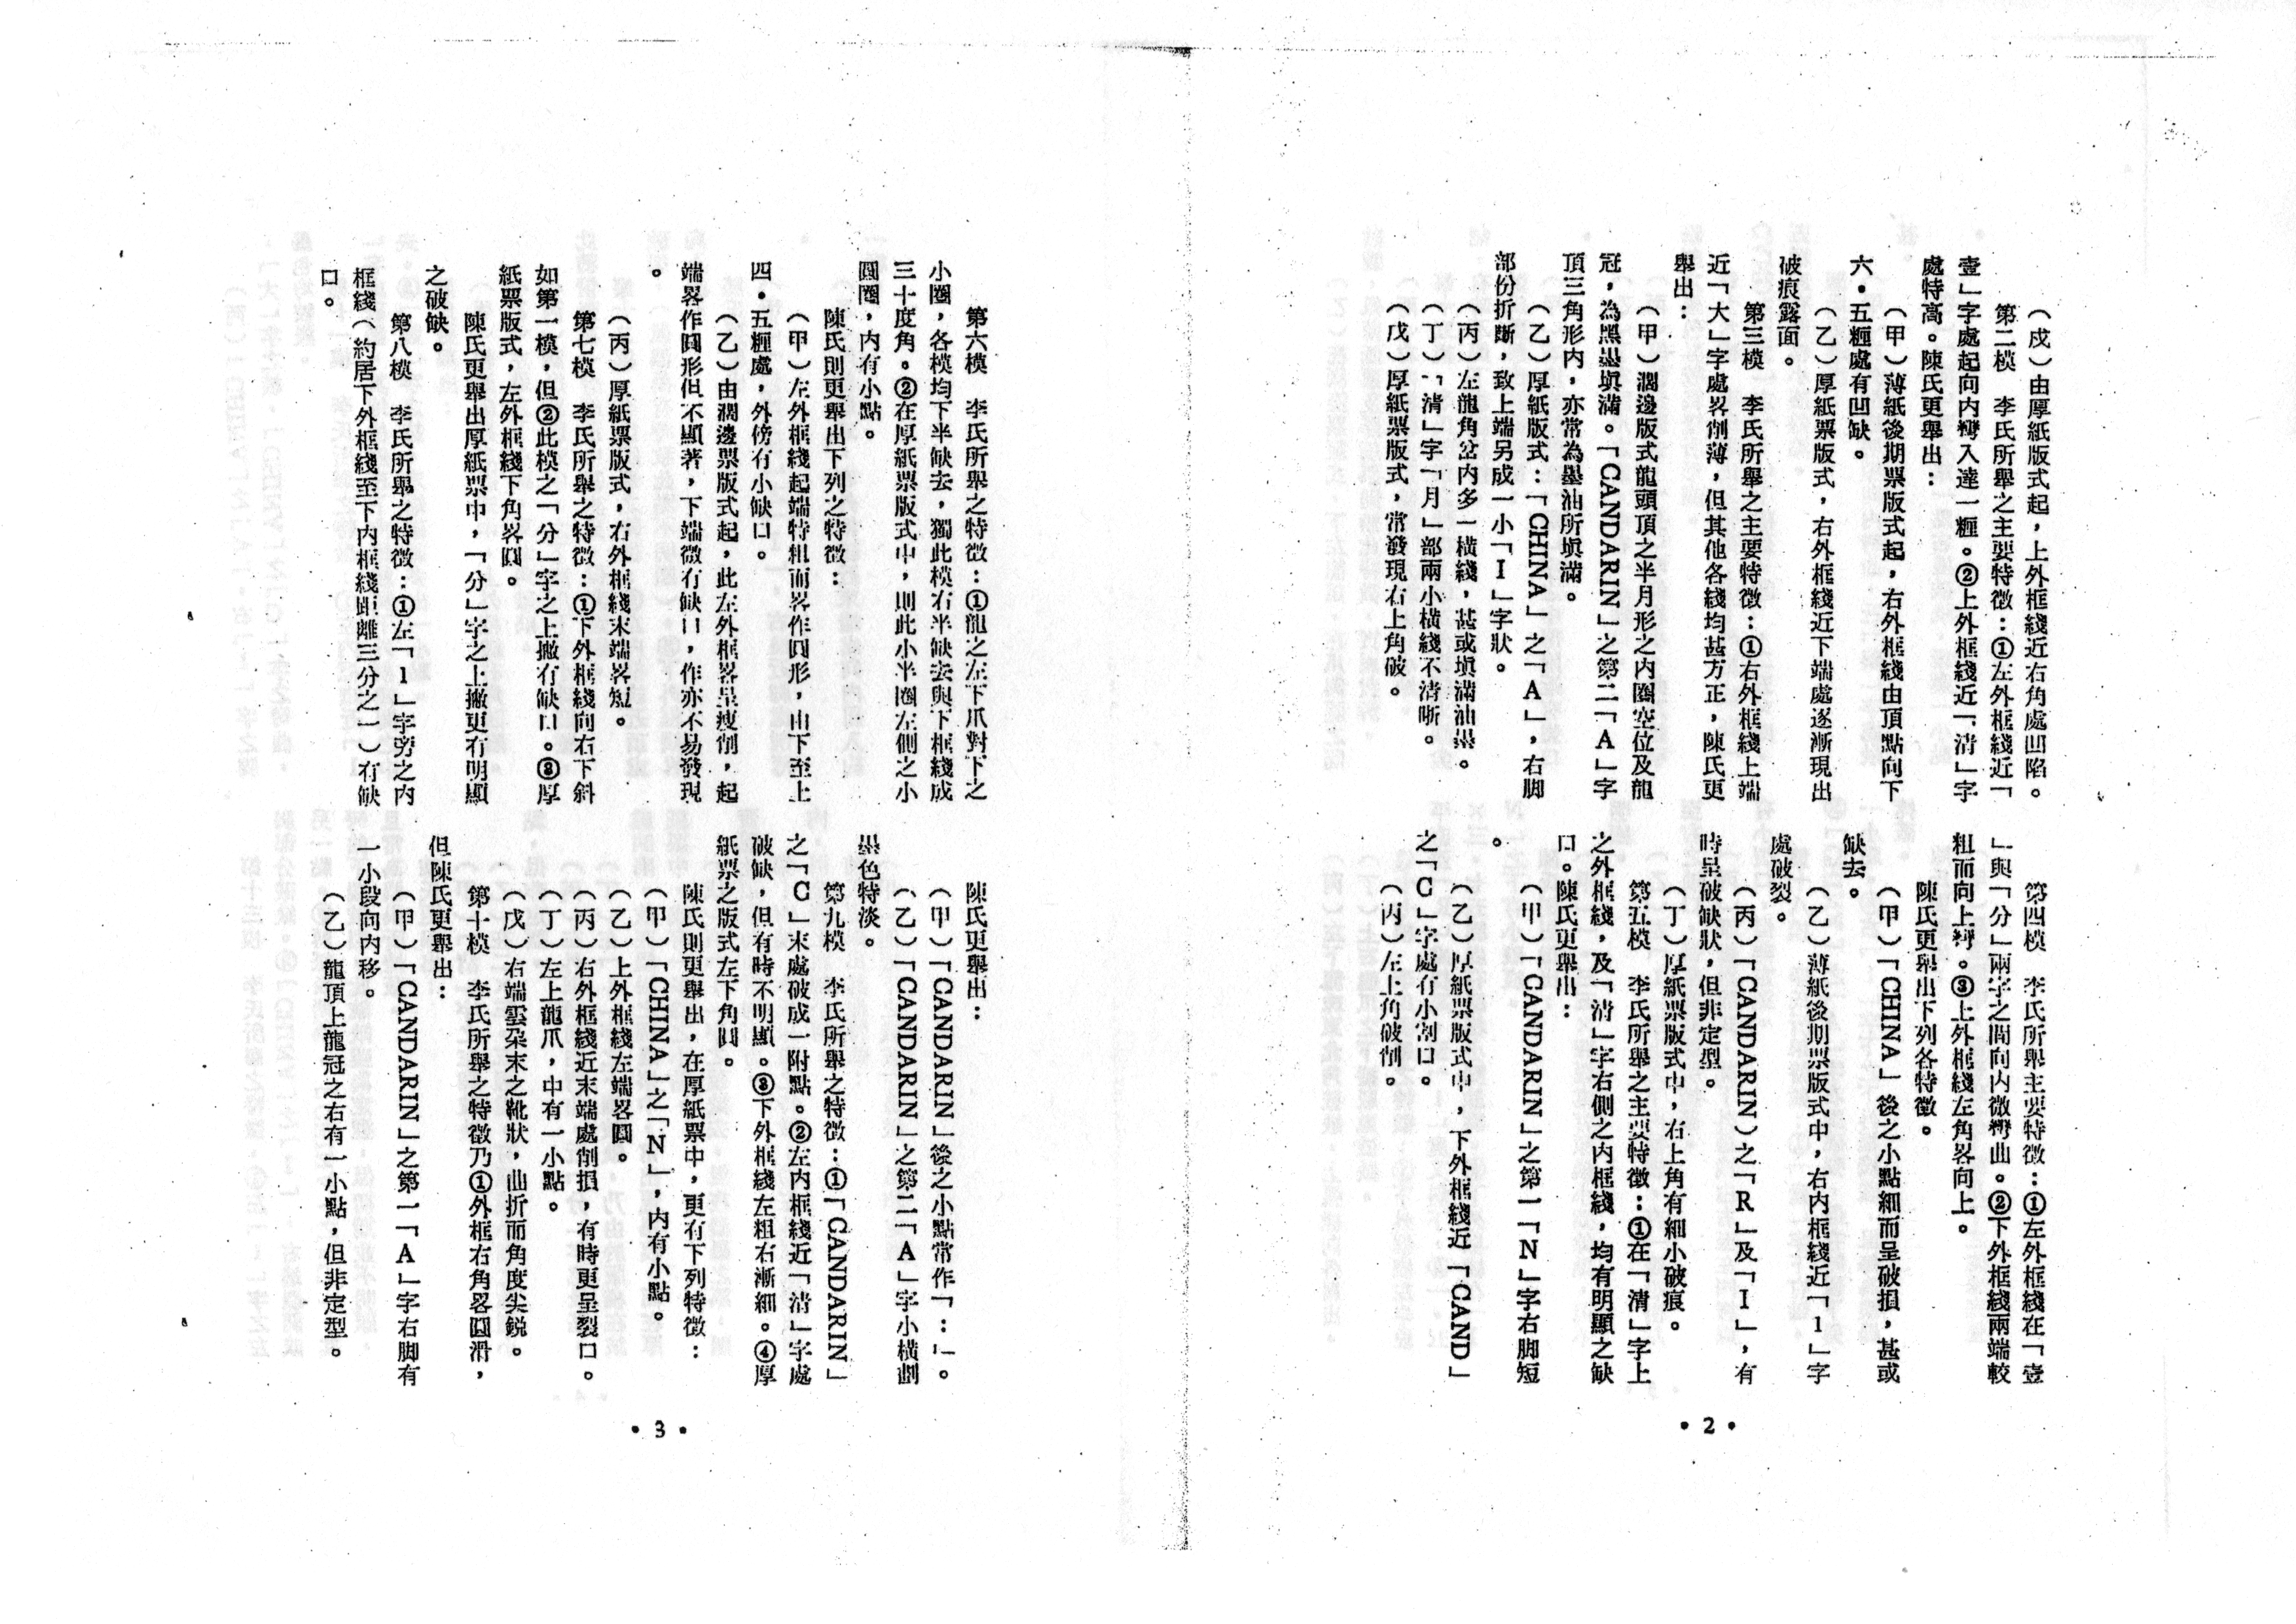 （戊）由厚紙版式起，上外框綫近右角處凹陷。
第二模　李氏所舉之主要特徵：①左外框綫近「
壹」字處起向内彎入達一糎。②上外框綫近「清」字
處特高。陳氏更舉出：
（甲）薄紙後期票版式起，右外框綫由頂點向下
六・五糎處有凹缺。
（乙）厚紙票版式，右外框綫近下端處逐漸現出
破痕露面。
第三模　李氏所舉之主要特徵：①右外框綫上端
近「大」字處畧削薄，但其他各綫均甚方正，陳氏更
舉出：
（甲）濶邊版式龍頭頂之半月形之内圈空位及龍
冠，為黑墨塡滿。「CANDARIN」之第二「A」字
頂三角形内，亦常為墨油所塡滿。
（乙）厚紙版式：「CHINA」之「A」，右脚
部份折斷，致上端另成一小「I」字狀。
（丙）左龍角岔内多一橫綫，甚或塡滿油墨。
（丁）「清」字「月」部兩小橫綫不清晰。
（戊）厚紙票版式，常發現右上角破。
第四模　李氏所舉主要特徵：①左外框綫在「壹
」與「分」兩字之間向内微彎曲。②下外框綫兩端較
粗而向上彎。③上外框綫左角畧向上。
陳氏更舉出下列各特徵。
（甲）「CHINA」後之小點細而呈破損，甚或
缺去。
（乙）薄紙後期票版式中，右内框綫近「1」字
處破裂。
（丙）「CANDARIN）之「R」及「I」，有
時呈破缺狀，但非定型。
（丁）厚紙票版式中，右上角有細小破痕。
第五模　李氏所舉之主要特徵：①在「清」字上
之外框綫，及「清」字右側之内框綫，均有明顯之缺
口。陳氏更舉出：
（甲）「CANDARIN」之第一「N」字右脚短
。
（乙）厚紙票版式中，下外框綫近「CAND」
之「C」字處有小割口。
（丙）左上角破削。
・2・
第六模　李氏所舉之特徵：①龍之左下爪對下之
小圈，各模均下半缺去，獨此模右半缺去與下框綫成
三十度角。②在厚紙票版式中，則此小半圈左側之小
圓圈，内有小點。
陳氏則更舉出下列之特徵：
（甲）左外框綫起端特粗而畧作圓形，由下至上
四・五糎處，外傍有小缺口。
（乙）由濶邊票版式起，此左外框畧呈瘦削，起
端畧作圓形但不顯著，下端微有缺口，作亦不易發現
。
（丙）厚紙票版式，右外框綫末端畧短。
第七模　李氏所舉之特徵：①下外框綫向右下斜
如第一模，但②此模之「分」字之上撇有缺口。③厚
紙票版式，左外框綫下角畧圓。
陳氏更舉出厚紙票中，「分」字之上撇更有明顯
之破缺。
第八模　李氏所舉之特徵：①左「1」字旁之内
框綫（約居下外框綫至下内框綫距離三分之一）有缺
口。
陳氏更舉出：
（甲）「CANDARIN」後之小點常作「：」。
（乙）「CANDARIN」之第二「A」字小橫劃
墨色特淡。
第九模　李氏所舉之特徵：①「CANDARIN」
之「C」末處破成一附點。②左内框綫近「清」字處
破缺，但有時不明顯。③下外框綫左粗右漸細。④厚
紙票之版式左下角圓。
陳氏則更舉出，在厚紙票中，更有下列特徵：
（甲）「CHINA」之「N」，内有小點。
（乙）上外框綫左端畧圓。
（丙）右外框綫近末端處削損，有時更呈裂口。
（丁）左上龍爪，中有一小點。
（戊）右端雲朶末之靴狀，曲折而角度尖銳。
第十模　李氏所舉之特徵乃①外框右角畧圓滑，
但陳氏更舉出：
（甲）「CANDARIN」之第一「A」字右脚有
一小段向内移。
（乙）龍頂上龍冠之右有一小點，但非定型。
・3・